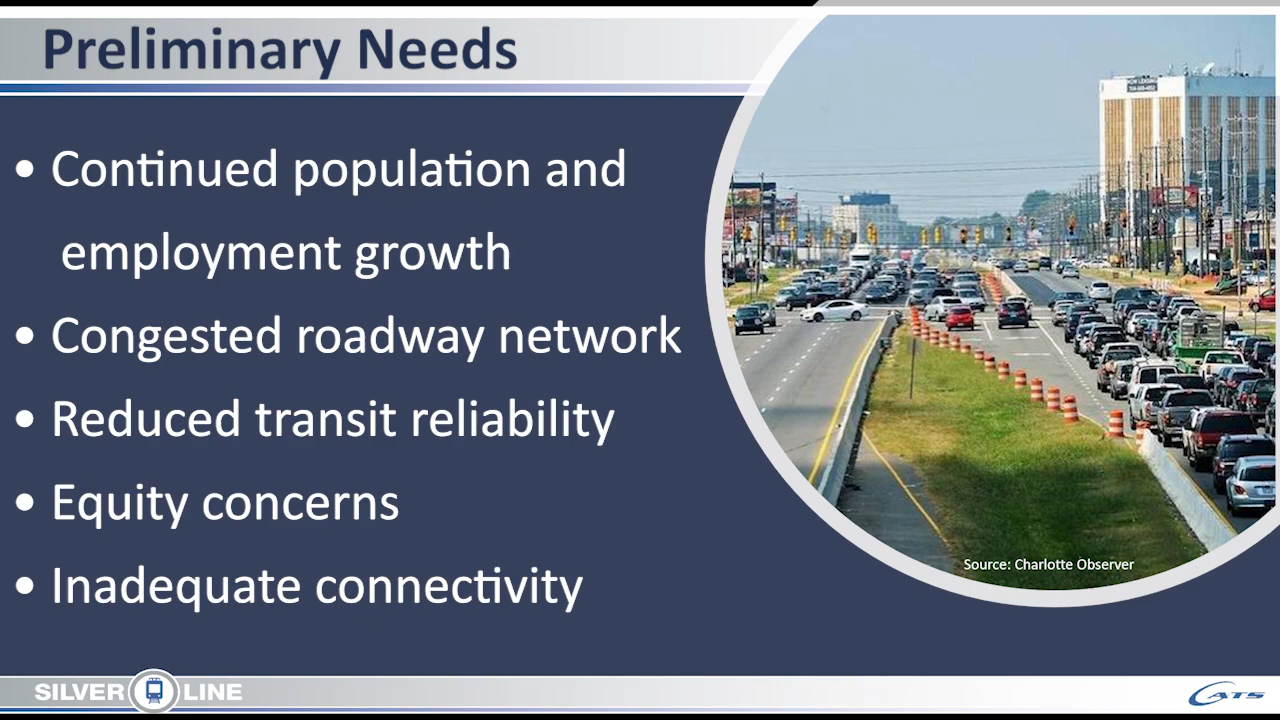 Preliminary Needs
• Continued population and
employment growth
• Congested roadway network
• Reduced transit reliability
• Equity concerns
• Inadequate connectivity
Source: Charlotte Observer
SILVER LINE
CATS